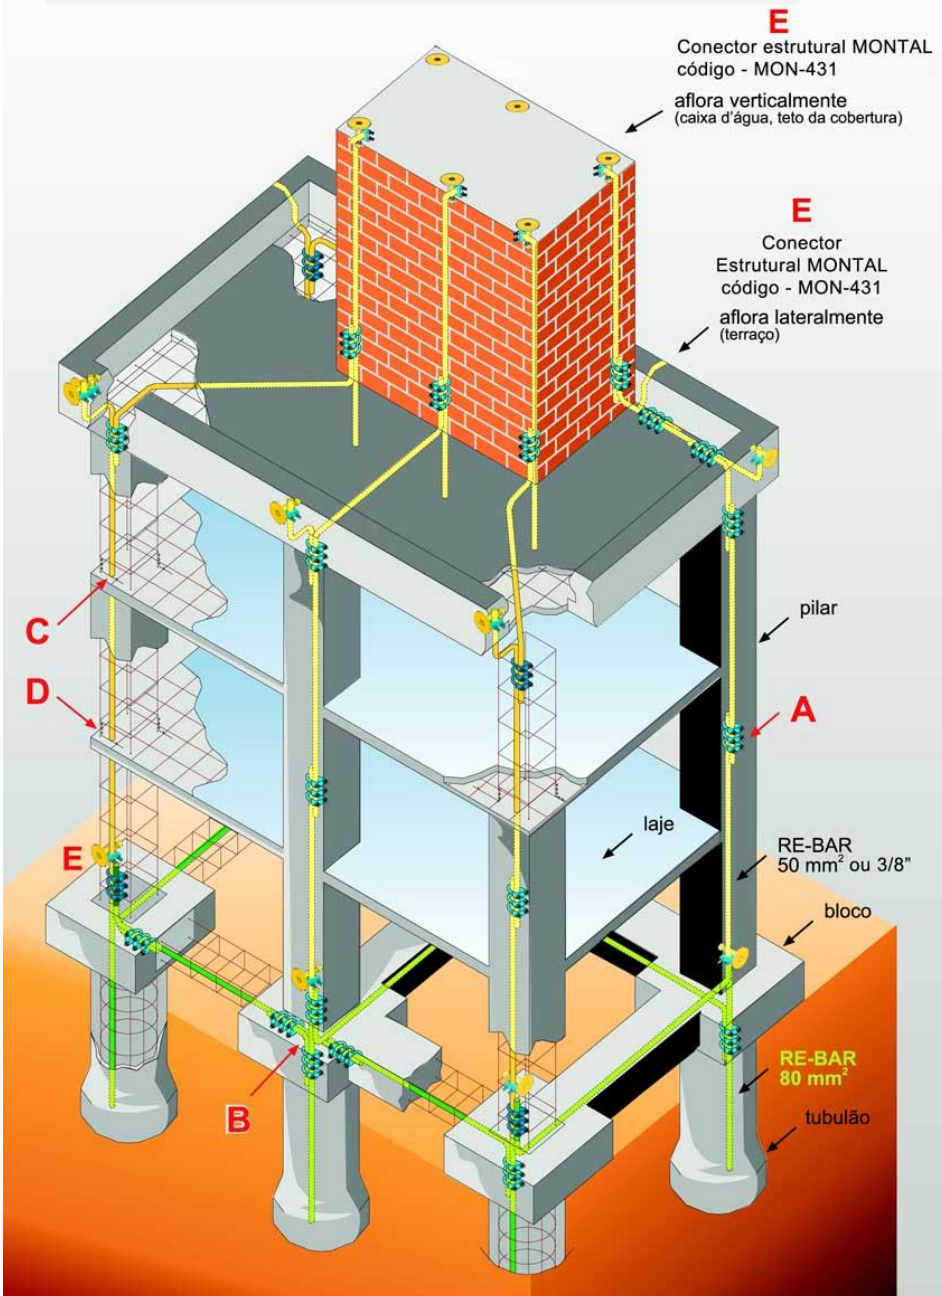 E
Conector estrutural MONTAL
código - MON-431
aflora verticalmente
(caixa d'água, teto da cobertura)
E
Conector
Estrutural MONTAL
código - MON-431
aflora lateralmente
(terraço)
C
pilar
D
A
laje
RE-BAR
50 mm² ou 3/8"
E
bloco
B
RE-BAR
80 mm²
tubulão